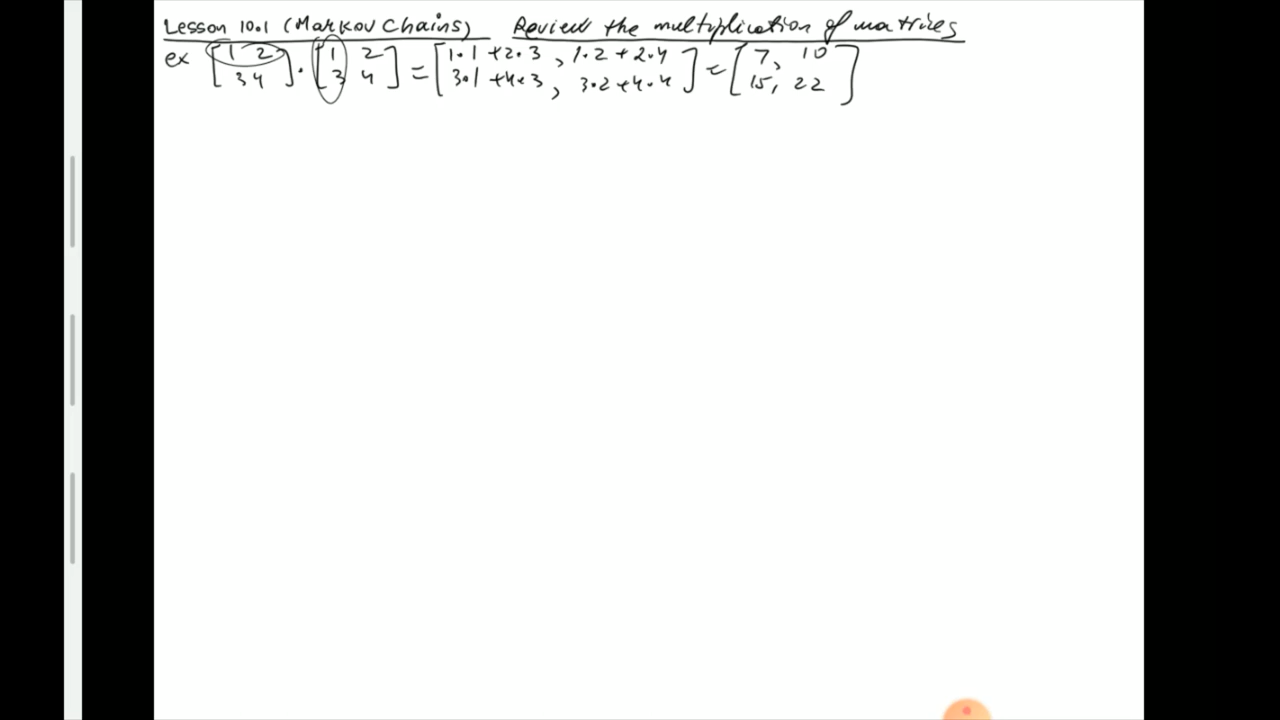 Lesson 10.1 (Markov Chains) Review the multiplication of matrices
ex [1 2 · [1 2 = [1·1 +2·3 , 1·2 + 2·4 = [7, 10
3 4] 3 4] 3·1 +4·3 , 3·2+4·4] 15, 22]